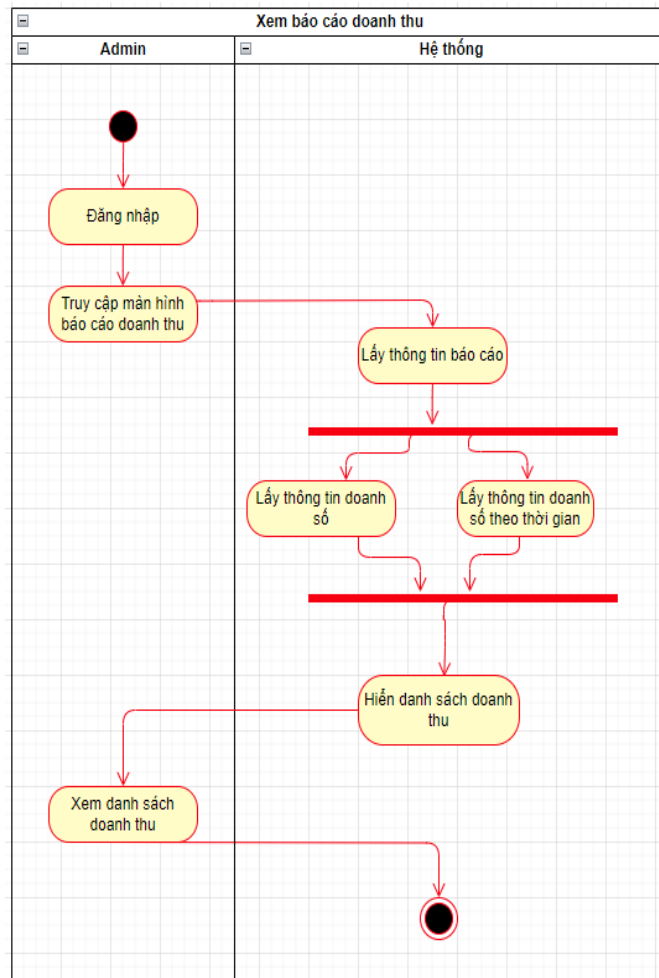 Xem báo cáo doanh thu
Admin
Hệ thống
Đăng nhập
Truy cập màn hình
báo cáo doanh thu
Lấy thông tin báo cáo
Lấy thông tin doanh
số
Lấy thông tin doanh
số theo thời gian
Hiển danh sách doanh
thu
Xem danh sách
doanh thu